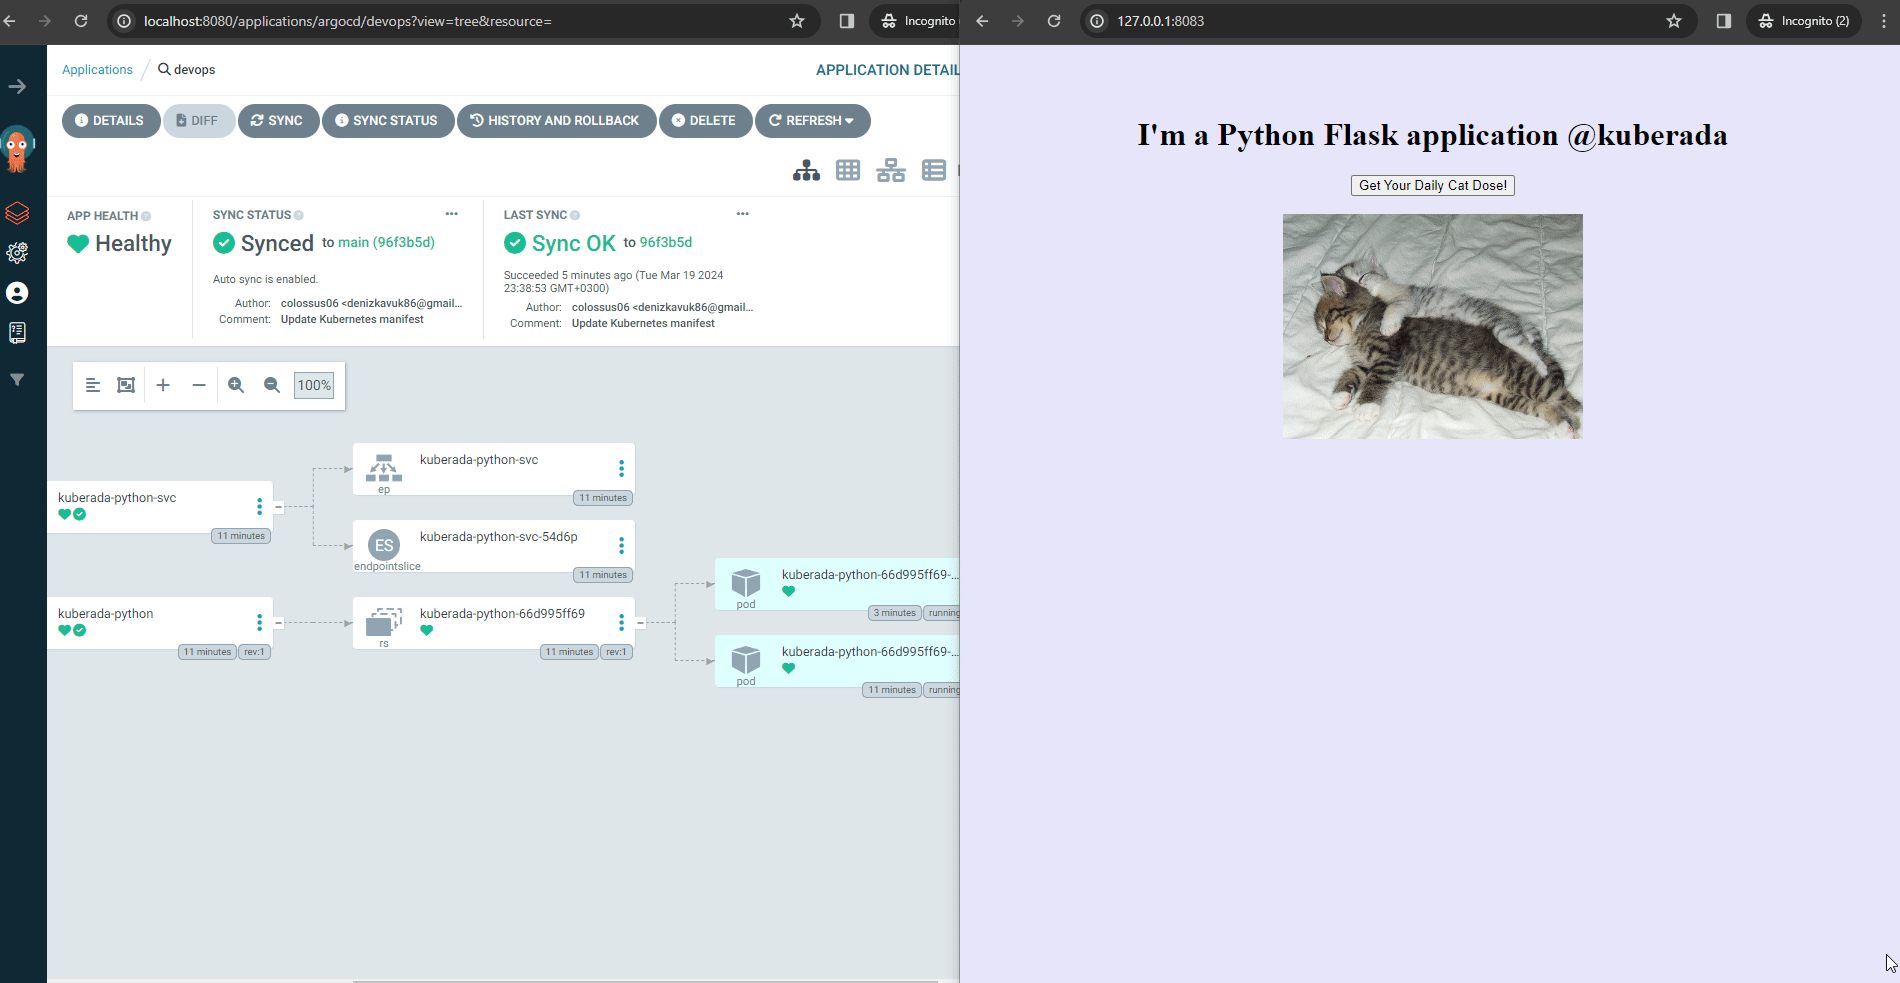 localhost:8080/applications/argocd/devops?view=tree&resource=
Incognito
Applications
devops
APPLICATION DETAIL
DETAILS
DIFF
SYNC
SYNC STATUS
HISTORY AND ROLLBACK
DELETE
REFRESH
APP HEALTH
Healthy
SYNC STATUS
Synced to main (96f3b5d)
Auto sync is enabled.
Author: colossus06 <denizkavuk86@gmail...
Comment: Update Kubernetes manifest
LAST SYNC
Sync OK to 96f3b5d
Succeeded 5 minutes ago (Tue Mar 19 2024
23:38:53 GMT+0300)
Author: colossus06 <denizkavuk86@gmail...
Comment: Update Kubernetes manifest
100%
kuberada-python-svc
11 minutes
kuberada-python
11 minutes
rev:1
kuberada-python-svc
ep
11 minutes
ES
kuberada-python-svc-54d6p
endpointslice
11 minutes
kuberada-python-66d995ff69
rs
11 minutes
rev:1
kuberada-python-66d995ff69-...
pod
3 minutes
running
kuberada-python-66d995ff69-...
pod
11 minutes
running
127.0.0.1:8083
Incognito (2)
I'm a Python Flask application @kuberada
Get Your Daily Cat Dose!